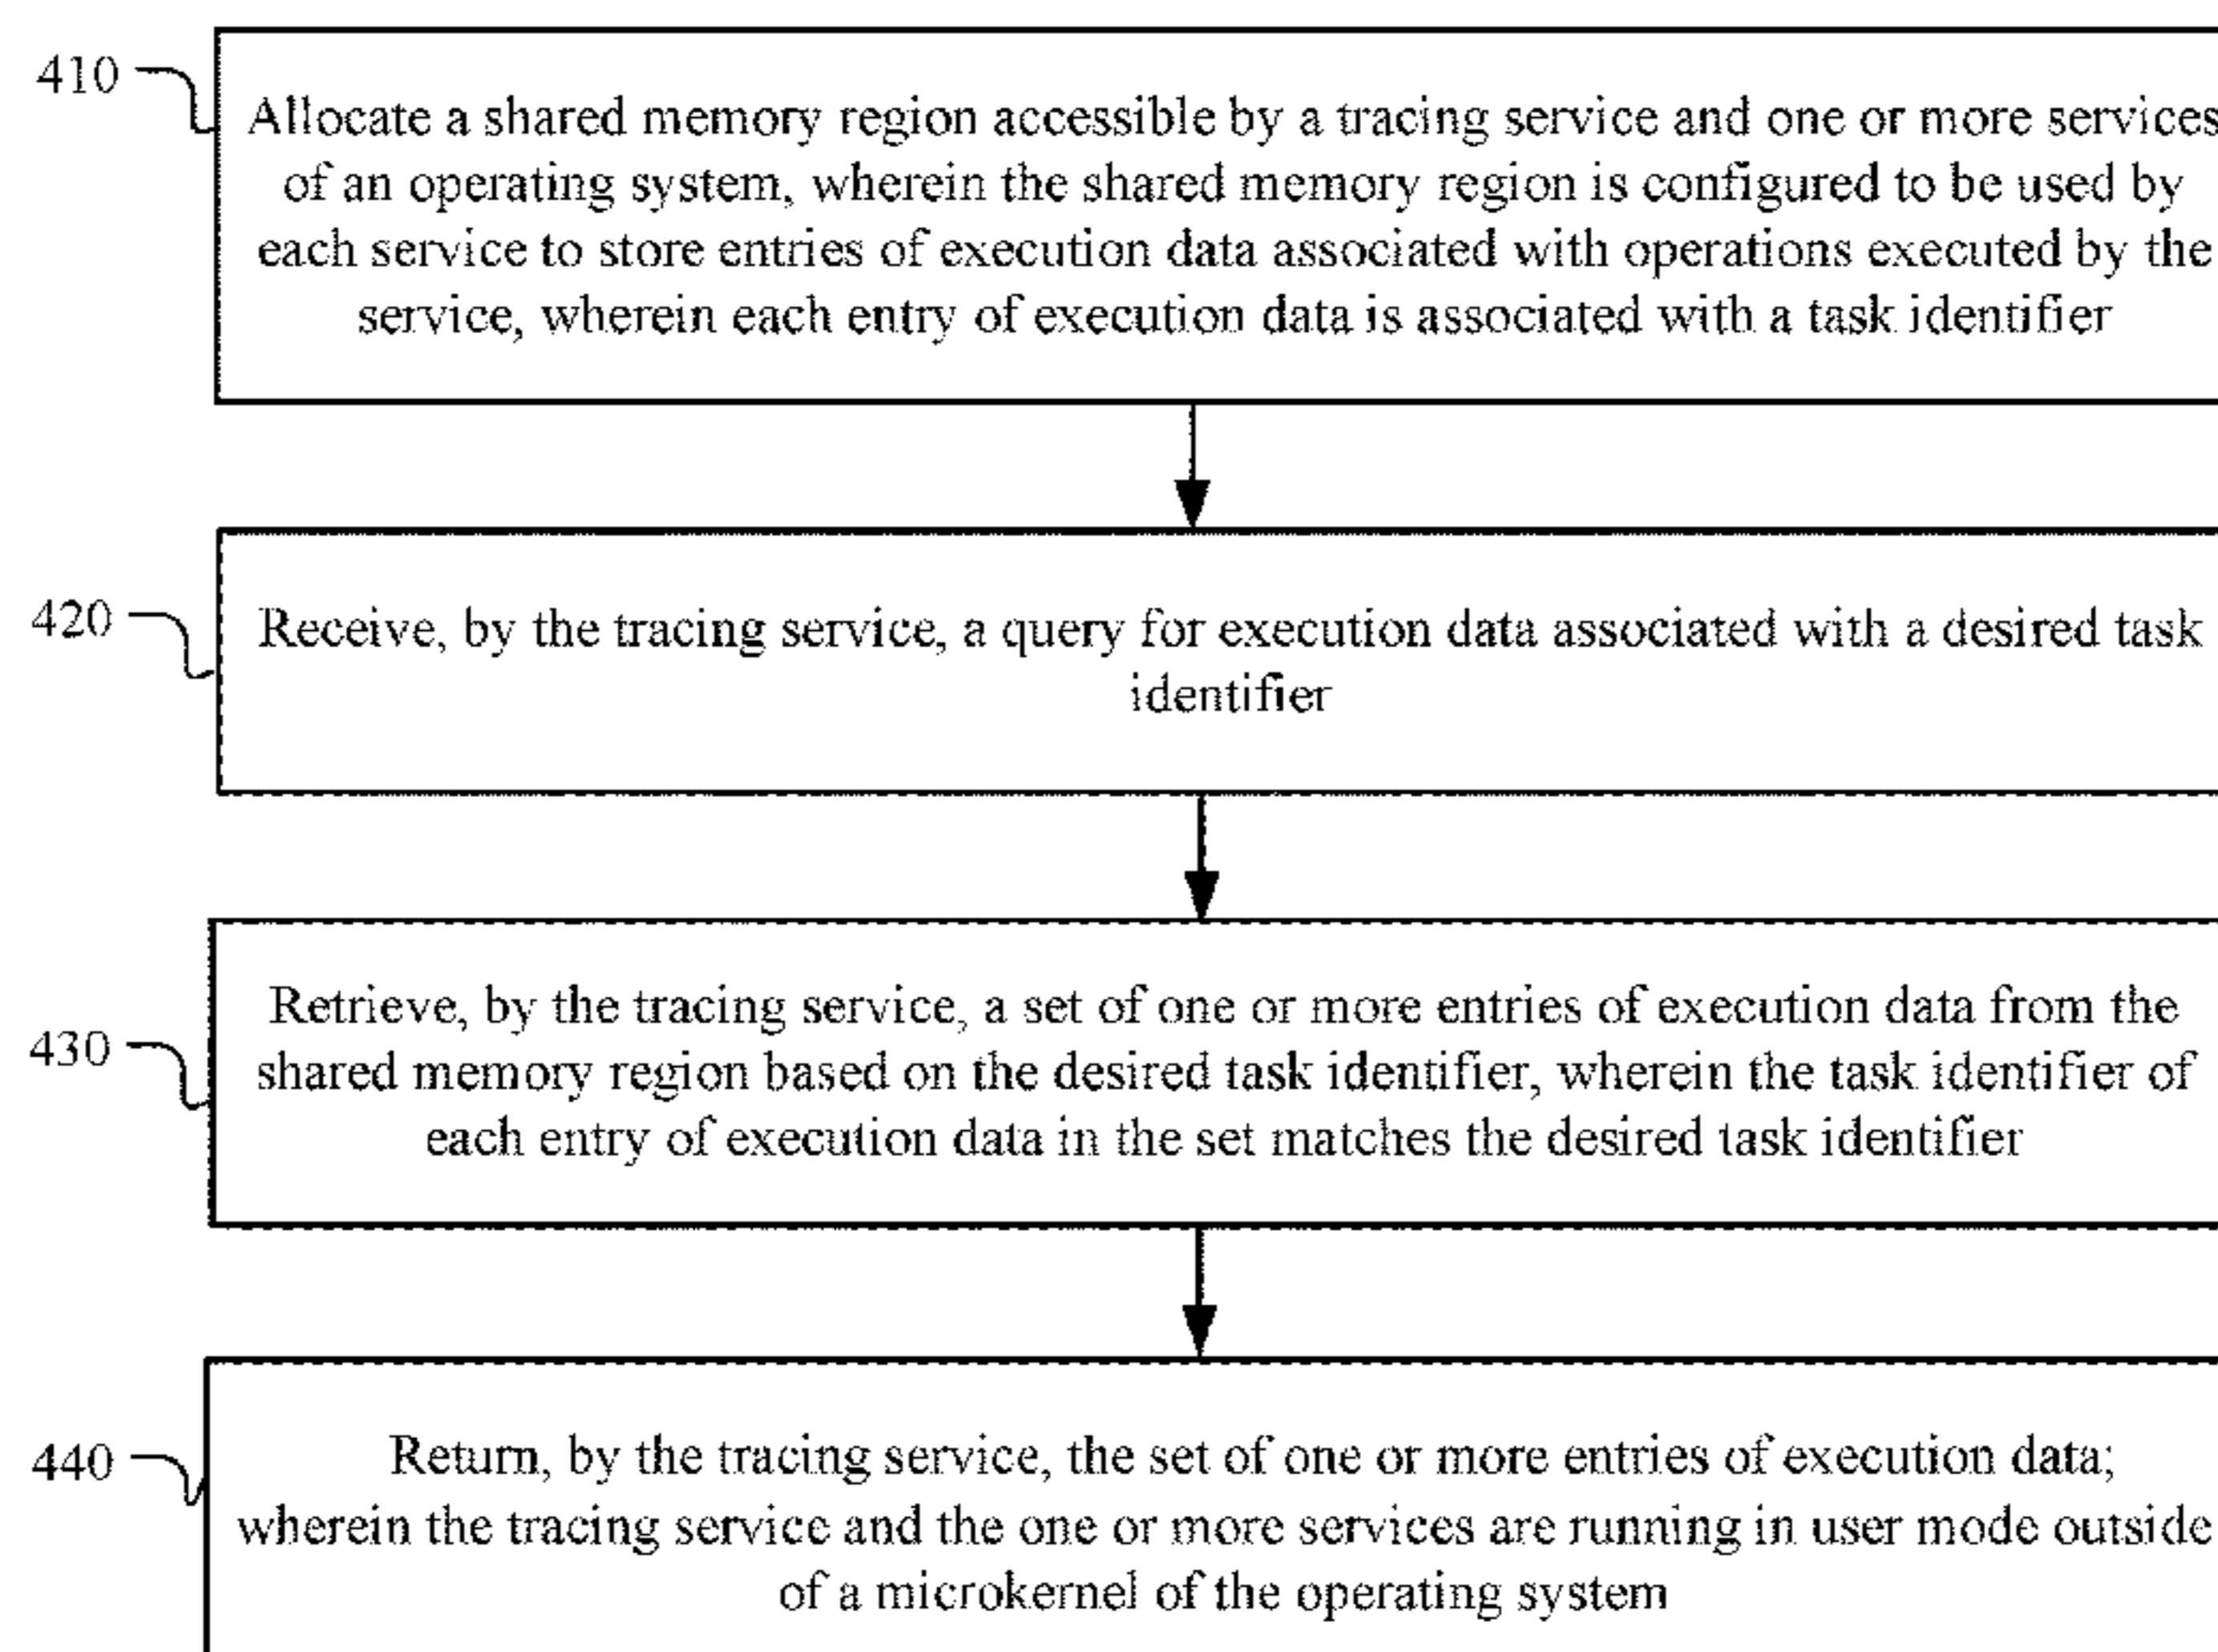 410
Allocate a shared memory region accessible by a tracing service and one or more services
of an operating system, wherein the shared memory region is configured to be used by
each service to store entries of execution data associated with operations executed by the
service, wherein each entry of execution data is associated with a task identifier
420
Receive, by the tracing service, a query for execution data associated with a desired task
identifier
430
Retrieve, by the tracing service, a set of one or more entries of execution data from the
shared memory region based on the desired task identifier, wherein the task identifier of
each entry of execution data in the set matches the desired task identifier
440
Return, by the tracing service, the set of one or more entries of execution data;
wherein the tracing service and the one or more services are running in user mode outside
of a microkernel of the operating system